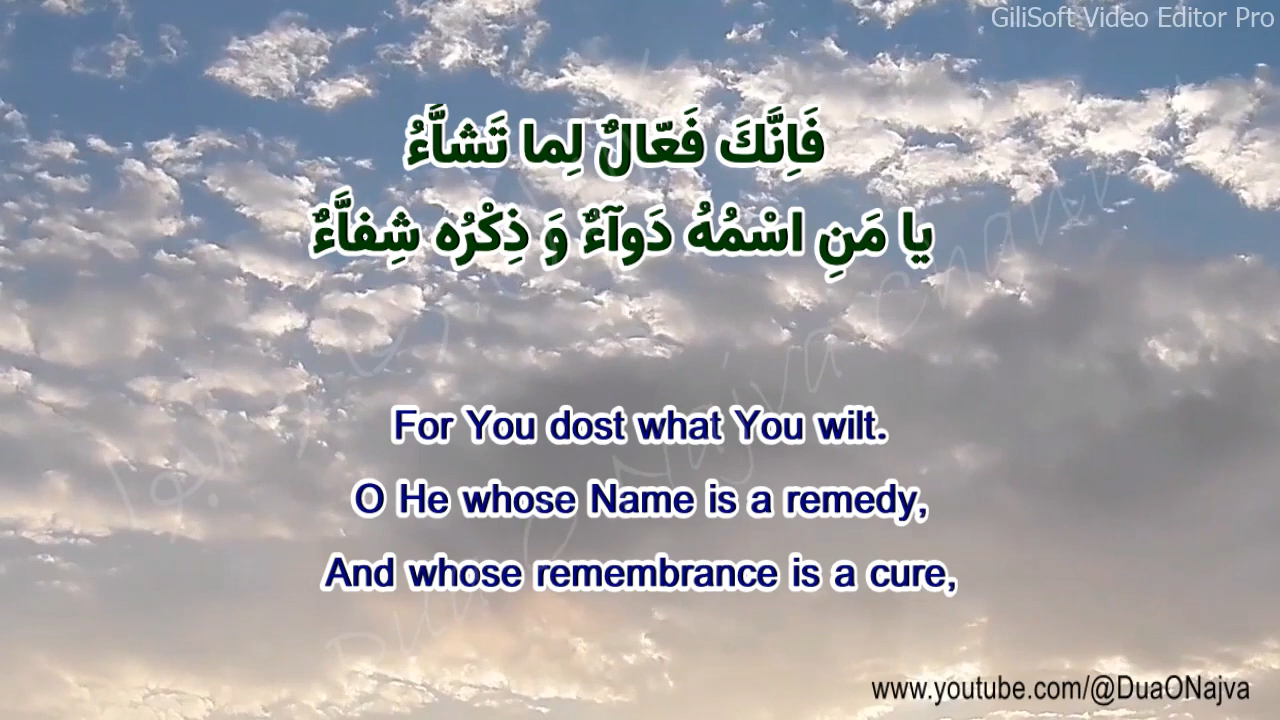 GiliSoft Video Editor Pro
فَاِنَّكَ فَعّالٌ لِما تَشاَّءُ
يا مَنِ اسْمُهُ دَوآءٌ وَ ذِكْرُه شِفاَّءٌ
For You dost what You wilt.
O He whose Name is a remedy,
And whose remembrance is a cure,
www.youtube.com/@DuaONajva